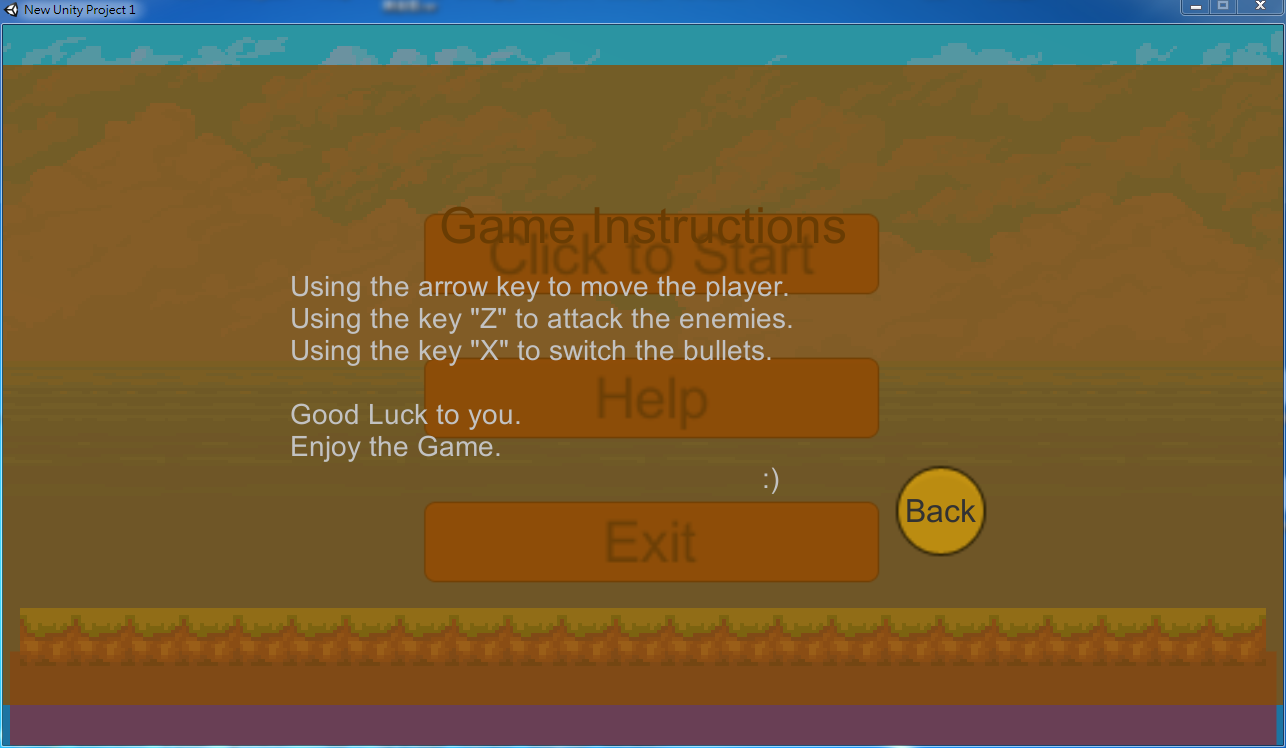 New Unity Project 1
Game Instructions
Click to Start
Using the arrow key to move the player.
Using the key "Z" to attack the enemies.
Using the key "X" to switch the bullets.
Help
Good Luck to you.
Enjoy the Game.
:)
Back
Exit